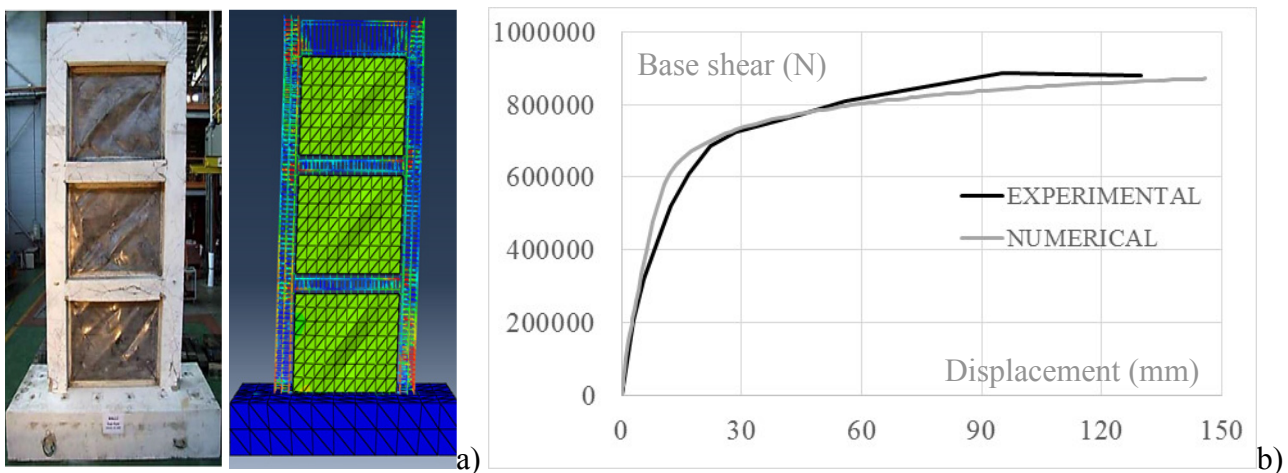 a)
1000000
800000
600000
400000
200000
0
Base shear (N)
EXPERIMENTAL
NUMERICAL
Displacement (mm)
0 30 60 90 120 150
b)